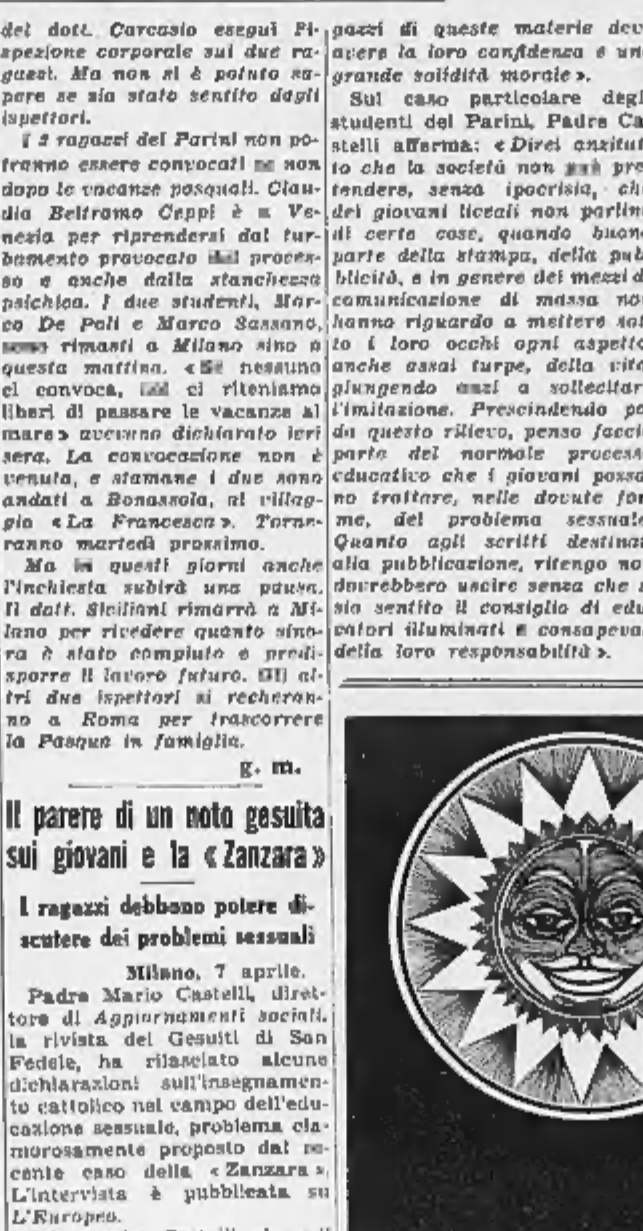 del dott. Carcasio eseguì l'i-
spezione corporale sui due ra-
gazzi. Ma non si è potuto sa-
pere se sia stato sentito dagli
ispettori.
I 3 ragazzi del Parini non po-
tranno essere convocati se non
dopo le vacanze pasquali. Clau-
dia Beltramo Ceppi è a Ve-
nezia per riprendersi dal tur-
bamento provocato dal proces-
so e anche dalla stanchezza
psichica. I due studenti, Mar-
co De Poli e Marco Sassano,
sono rimasti a Milano sino a
questa mattina. « Se nessuno
ci convoca, noi ci riteniamo
liberi di passare le vacanze al
mare » avevano dichiarato ieri
sera. La convocazione non è
venuta, e stamane i due sono
andati a Bonassola, al villag-
gio « La Francesca ». Torne-
ranno martedì prossimo.
Ma in questi giorni anche
l'inchiesta subirà una pausa.
Il dott. Siciliani rimarrà a Mi-
lano per rivedere quanto sino-
ra è stato compiuto e predi-
sporre il lavoro futuro. Gli al-
tri due ispettori si recheran-
no a Roma per trascorrere
la Pasqua in famiglia.
g. m.
Il parere di un noto gesuita
sui giovani e la « Zanzara »
I ragazzi debbono potere di-
scutere dei problemi sessuali
Milano, 7 aprile.
Padre Mario Castelli, diret-
tore di Aggiornamenti sociali,
la rivista dei Gesuiti di San
Fedele, ha rilasciato alcune
dichiarazioni sull'insegnamen-
to cattolico nel campo dell'edu-
cazione sessuale, problema cla-
morosamente proposto dal re-
cente caso della « Zanzara ».
L'intervista è pubblicata su
L'Europeo.
gazzi di queste materie dev
avere la loro confidenza e una
grande solidità morale ».
Sul caso particolare degli
studenti del Parini, Padre Ca
stelli afferma: « Direi anzitut
to che la società non può pre
tendere, senza ipocrisia, che
dei giovani liceali non parlino
di certe cose, quando buona
parte della stampa, della pub
blicità, e in genere dei mezzi d
comunicazione di massa non
hanno riguardo a mettere sot
to i loro occhi ogni aspetto
anche assai turpe, della vita
giungendo anzi a sollecitar
l'imitazione. Prescindendo po
da questo rilievo, penso faccia
parte del normale process
educativo che i giovani possa
no trattare, nelle dovute for
me, del problema sessuale
Quanto agli scritti destinat
alla pubblicazione, ritengo no
dovrebbero uscire senza che s
sia sentito il consiglio di edu
catori illuminati e consapevo
della loro responsabilità ».